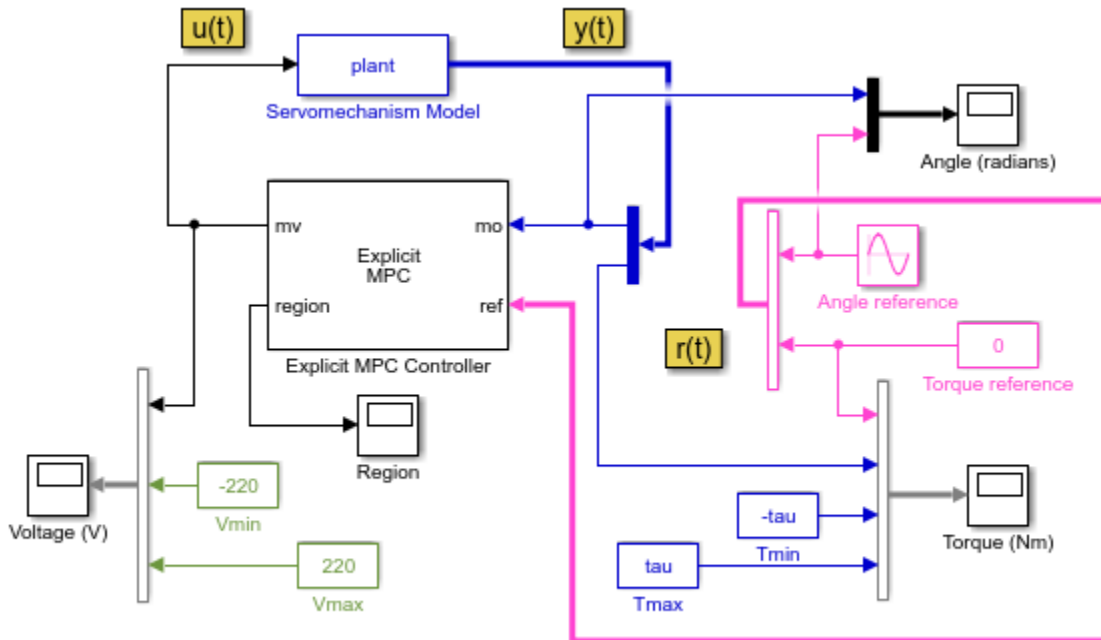 u(t)
y(t)
plant
Servomechanism Model
Angle (radians)
mv
mo
Explicit
MPC
region
ref
Explicit MPC Controller
Angle reference
r(t)
0
Torque reference
Region
-220
Vmin
Voltage (V)
-tau
Tmin
Torque (Nm)
220
Vmax
tau
Tmax